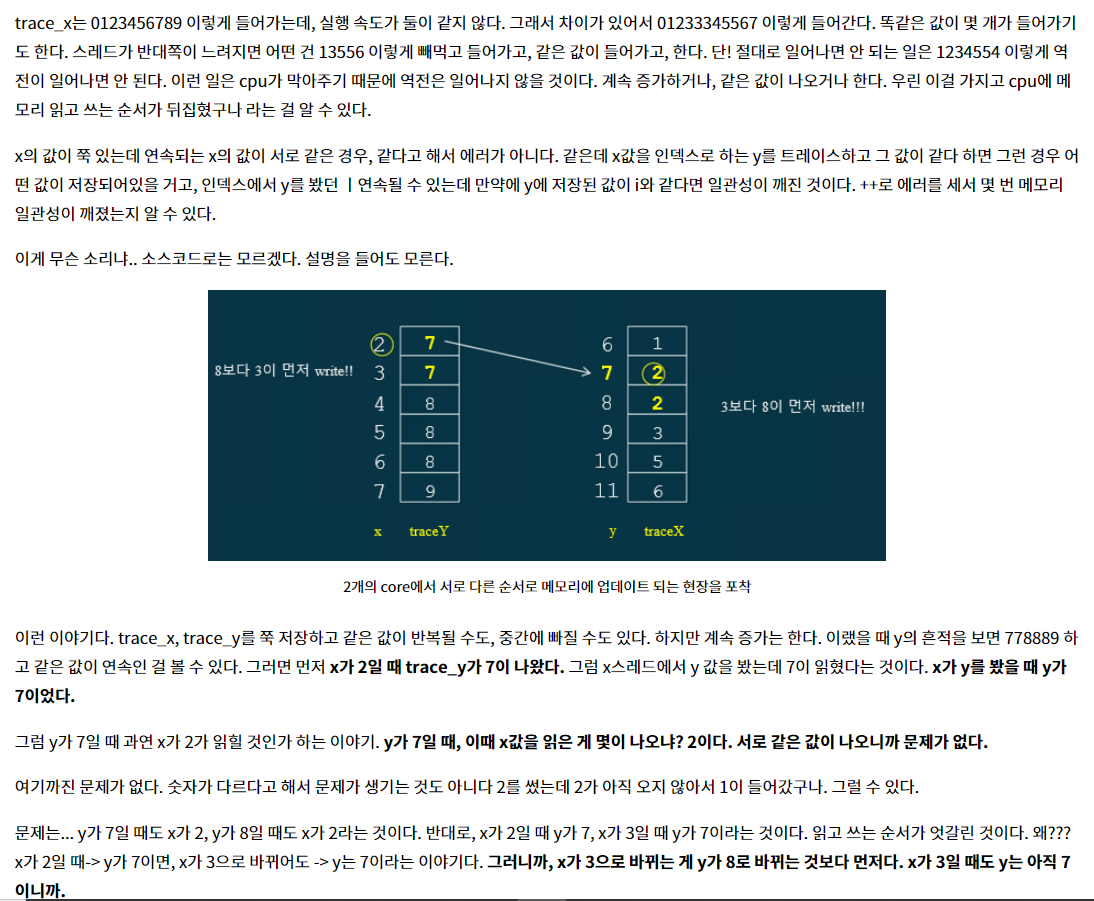 trace_x는 0123456789 이렇게 들어가는데, 실행 속도가 둘이 같지 않다. 그래서 차이가 있어서 01233345567 이렇게 들어간다. 똑같은 값이 몇 개가 들어가기
도 한다. 스레드가 반대쪽이 느려지면 어떤 건 13556 이렇게 빼먹고 들어가고, 같은 값이 들어가고, 한다. 단! 절대로 일어나면 안 되는 일은 1234554 이렇게 역
전이 일어나면 안 된다. 이런 일은 cpu가 막아주기 때문에 역전은 일어나지 않을 것이다. 계속 증가하거나, 같은 값이 나오거나 한다. 우린 이걸 가지고 cpu에 메
모리 읽고 쓰는 순서가 뒤집혔구나 라는 걸 알 수 있다.
x의 값이 쭉 있는데 연속되는 x의 값이 서로 같은 경우, 같다고 해서 에러가 아니다. 같은데 x값을 인덱스로 하는 y를 트레이스하고 그 값이 같다 하면 그런 경우 어
떤 값이 저장되어있을 거고, 인덱스에서 y를 봤던 ㅣ연속될 수 있는데 만약에 y에 저장된 값이 i와 같다면 일관성이 깨진 것이다. ++로 에러를 세서 몇 번 메모리
일관성이 깨졌는지 알 수 있다.
이게 무슨 소리냐.. 소스코드로는 모르겠다. 설명을 들어도 모른다.
2 7 6 1
8보다 3이 먼저 write!! 3 7 7 2
4 8 8 2 3보다 8이 먼저 write!!!
5 8 9 3
6 8 10 5
7 9 11 6
x traceY y traceX
2개의 core에서 서로 다른 순서로 메모리에 업데이트 되는 현장을 포착
이런 이야기다. trace_x, trace_y를 쭉 저장하고 같은 값이 반복될 수도, 중간에 빠질 수도 있다. 하지만 계속 증가는 한다. 이랬을 때 y의 흔적을 보면 778889 하
고 같은 값이 연속인 걸 볼 수 있다. 그러면 먼저 x가 2일 때 trace_y가 7이 나왔다. 그럼 x스레드에서 y 값을 봤는데 7이 읽혔다는 것이다. x가 y를 봤을 때 y가
7이었다.
그럼 y가 7일 때 과연 x가 2가 읽힐 것인가 하는 이야기. y가 7일 때, 이때 x값을 읽은 게 몇이 나오냐? 2이다. 서로 같은 값이 나오니까 문제가 없다.
여기까진 문제가 없다. 숫자가 다르다고 해서 문제가 생기는 것도 아니다 2를 썼는데 2가 아직 오지 않아서 1이 들어갔구나. 그럴 수 있다.
문제는... y가 7일 때도 x가 2, y가 8일 때도 x가 2라는 것이다. 반대로, x가 2일 때 y가 7, x가 3일 때 y가 7이라는 것이다. 읽고 쓰는 순서가 엇갈린 것이다. 왜???
x가 2일 때-> y가 7이면, x가 3으로 바뀌어도 -> y는 7이라는 이야기다. 그러니까, x가 3으로 바뀌는 게 y가 8로 바뀌는 것보다 먼저다. x가 3일 때도 y는 아직 7
이니까.